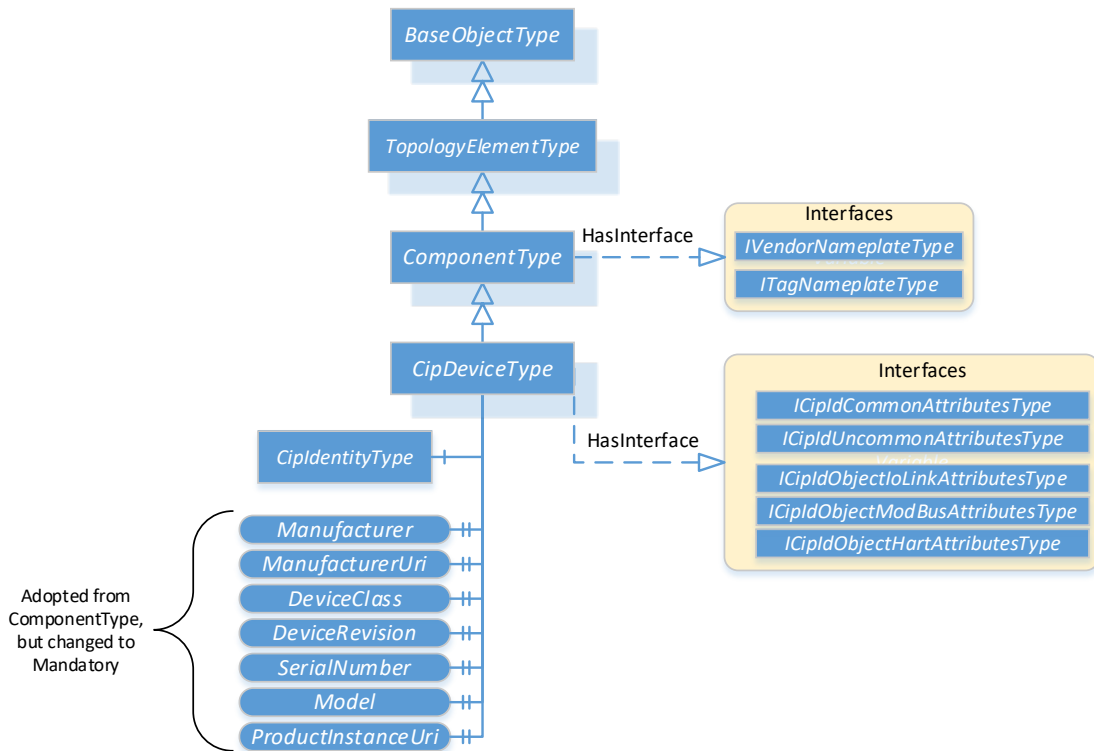 BaseObjectType
TopologyElementType
ComponentType
HasInterface
Interfaces
IVendorNameplateType
ITagNameplateType
CipDeviceType
HasInterface
Interfaces
ICipIdCommonAttributesType
ICipIdUncommonAttributesType
Variable
ICipIdObjectIoLinkAttributesType
ICipIdObjectModBusAttributesType
ICipIdObjectHartAttributesType
CipIdentityType
Adopted from
ComponentType,
but changed to
Mandatory
Manufacturer
ManufacturerUri
DeviceClass
DeviceRevision
SerialNumber
Model
ProductInstanceUri